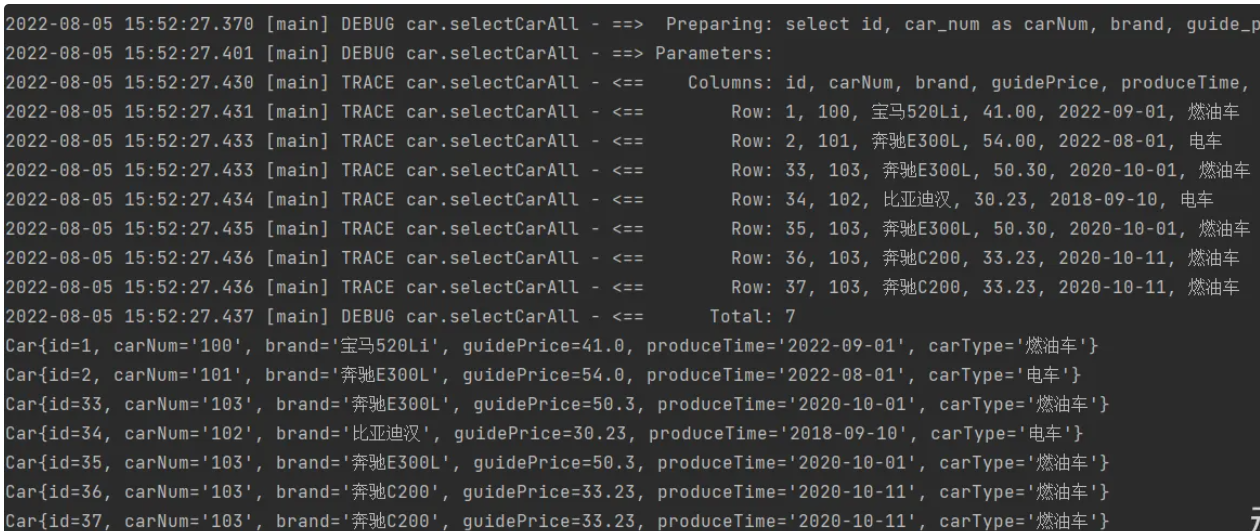 2022-08-05 15:52:27.370 [main] DEBUG car.selectCarAll - ==>  Preparing: select id, car_num as carNum, brand, guide_p
2022-08-05 15:52:27.401 [main] DEBUG car.selectCarAll - ==> Parameters:
2022-08-05 15:52:27.430 [main] TRACE car.selectCarAll - <==    Columns: id, carNum, brand, guidePrice, produceTime,
2022-08-05 15:52:27.431 [main] TRACE car.selectCarAll - <==        Row: 1, 100, 宝马520Li, 41.00, 2022-09-01, 燃油车
2022-08-05 15:52:27.433 [main] TRACE car.selectCarAll - <==        Row: 2, 101, 奔驰E300L, 54.00, 2022-08-01, 电车
2022-08-05 15:52:27.433 [main] TRACE car.selectCarAll - <==        Row: 33, 103, 奔驰E300L, 50.30, 2020-10-01, 燃油车
2022-08-05 15:52:27.434 [main] TRACE car.selectCarAll - <==        Row: 34, 102, 比亚迪汉, 30.23, 2018-09-10, 电车
2022-08-05 15:52:27.435 [main] TRACE car.selectCarAll - <==        Row: 35, 103, 奔驰E300L, 50.30, 2020-10-01, 燃油车
2022-08-05 15:52:27.436 [main] TRACE car.selectCarAll - <==        Row: 36, 103, 奔驰C200, 33.23, 2020-10-11, 燃油车
2022-08-05 15:52:27.436 [main] TRACE car.selectCarAll - <==        Row: 37, 103, 奔驰C200, 33.23, 2020-10-11, 燃油车
2022-08-05 15:52:27.437 [main] DEBUG car.selectCarAll - <==      Total: 7
Car{id=1, carNum='100', brand='宝马520Li', guidePrice=41.0, produceTime='2022-09-01', carType='燃油车'}
Car{id=2, carNum='101', brand='奔驰E300L', guidePrice=54.0, produceTime='2022-08-01', carType='电车'}
Car{id=33, carNum='103', brand='奔驰E300L', guidePrice=50.3, produceTime='2020-10-01', carType='燃油车'}
Car{id=34, carNum='102', brand='比亚迪汉', guidePrice=30.23, produceTime='2018-09-10', carType='电车'}
Car{id=35, carNum='103', brand='奔驰E300L', guidePrice=50.3, produceTime='2020-10-01', carType='燃油车'}
Car{id=36, carNum='103', brand='奔驰C200', guidePrice=33.23, produceTime='2020-10-11', carType='燃油车'}
Car{id=37, carNum='103', brand='奔驰C200', guidePrice=33.23, produceTime='2020-10-11', carType='燃油车'}